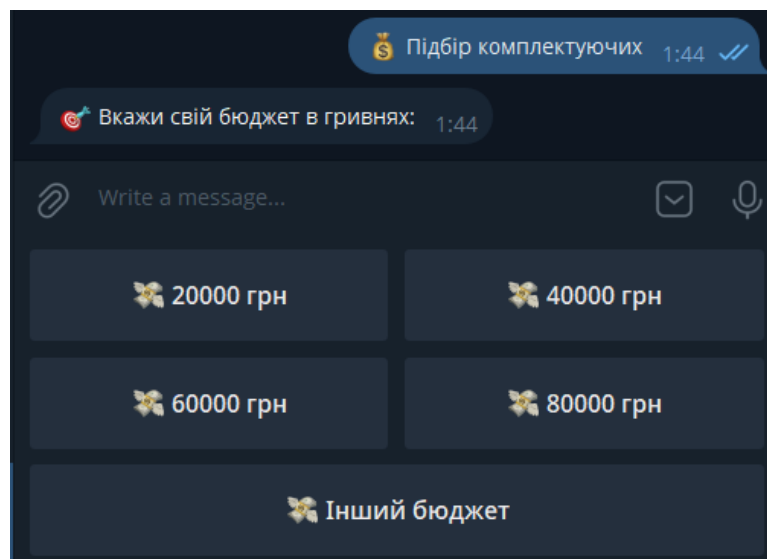 💰 Підбір комплектуючих 1:44
🎯 Вкажи свій бюджет в гривнях: 1:44
Write a message...
💸 20000 грн
💸 40000 грн
💸 60000 грн
💸 80000 грн
💸 Інший бюджет